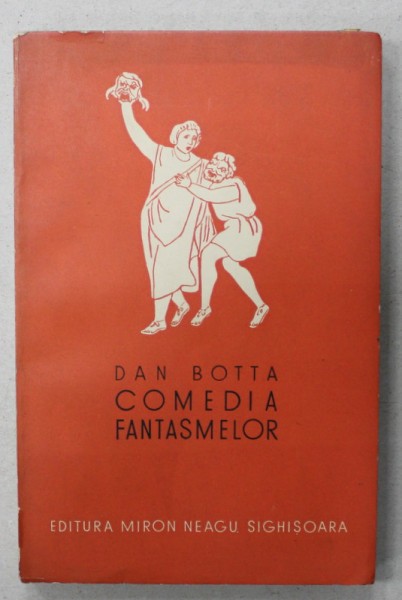 DAN BOTTA
COMEDIA
FANTASMELOR
EDITURA MIRON NEAGU, SIGHIȘOARA